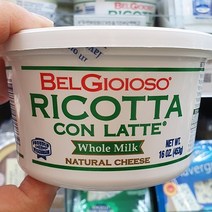 BELGIOIOSO®
RICOTTA
CON LATTE®
Whole Milk
NATURAL CHEESE
NET WT.
16 OZ. (453g)